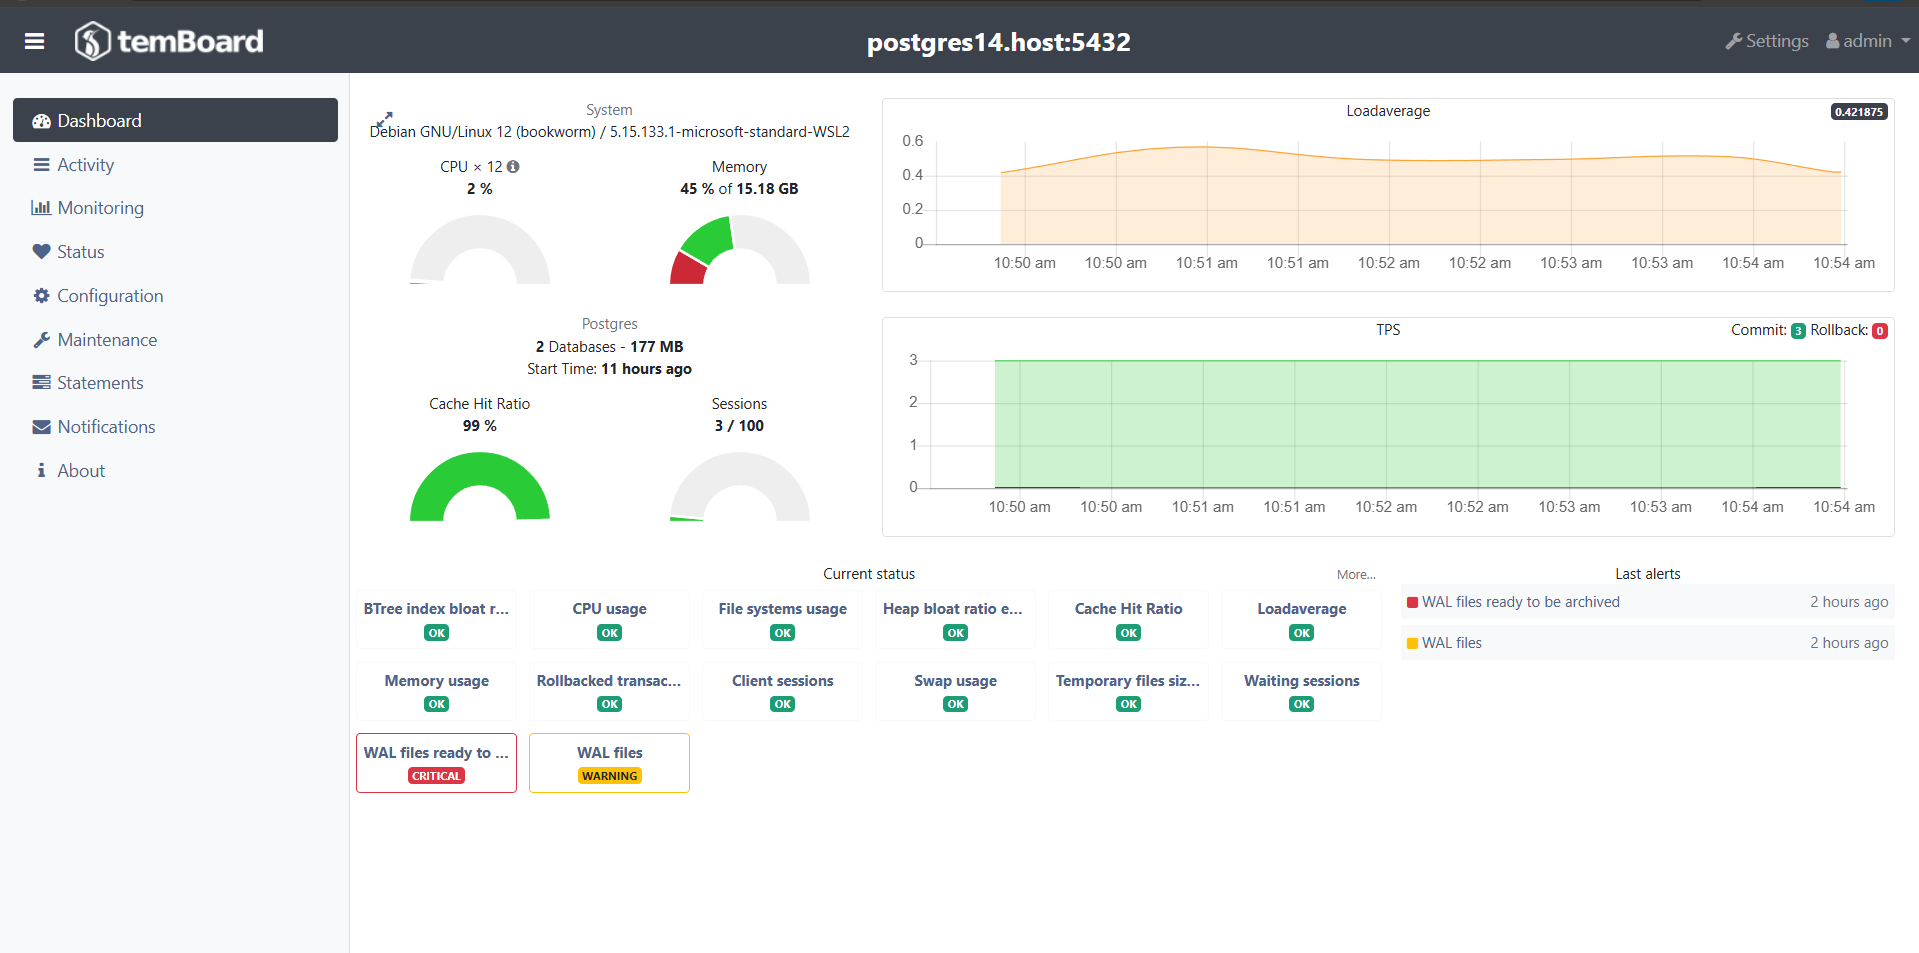 temBoard
postgres14.host:5432
Settings
admin
Dashboard
Activity
Monitoring
Status
Configuration
Maintenance
Statements
Notifications
About
System
Debian GNU/Linux 12 (bookworm) / 5.15.133.1-microsoft-standard-WSL2
CPU × 12
2 %
Memory
45 % of 15.18 GB
Postgres
2 Databases - 177 MB
Start Time: 11 hours ago
Cache Hit Ratio
99 %
Sessions
3 / 100
Loadaverage
0.421875
0.6
0.4
0.2
0
10:50 am 10:50 am 10:51 am 10:51 am 10:52 am 10:52 am 10:53 am 10:53 am 10:54 am 10:54 am
TPS
Commit: 3 Rollback: 0
3
2
1
0
10:50 am 10:50 am 10:51 am 10:51 am 10:52 am 10:52 am 10:53 am 10:53 am 10:54 am 10:54 am
Current status
More...
BTree index bloat r...
OK
CPU usage
OK
File systems usage
OK
Heap bloat ratio e...
OK
Cache Hit Ratio
OK
Loadaverage
OK
Memory usage
OK
Rollbacked transac...
OK
Client sessions
OK
Swap usage
OK
Temporary files siz...
OK
Waiting sessions
OK
WAL files ready to ...
CRITICAL
WAL files
WARNING
Last alerts
WAL files ready to be archived 2 hours ago
WAL files 2 hours ago